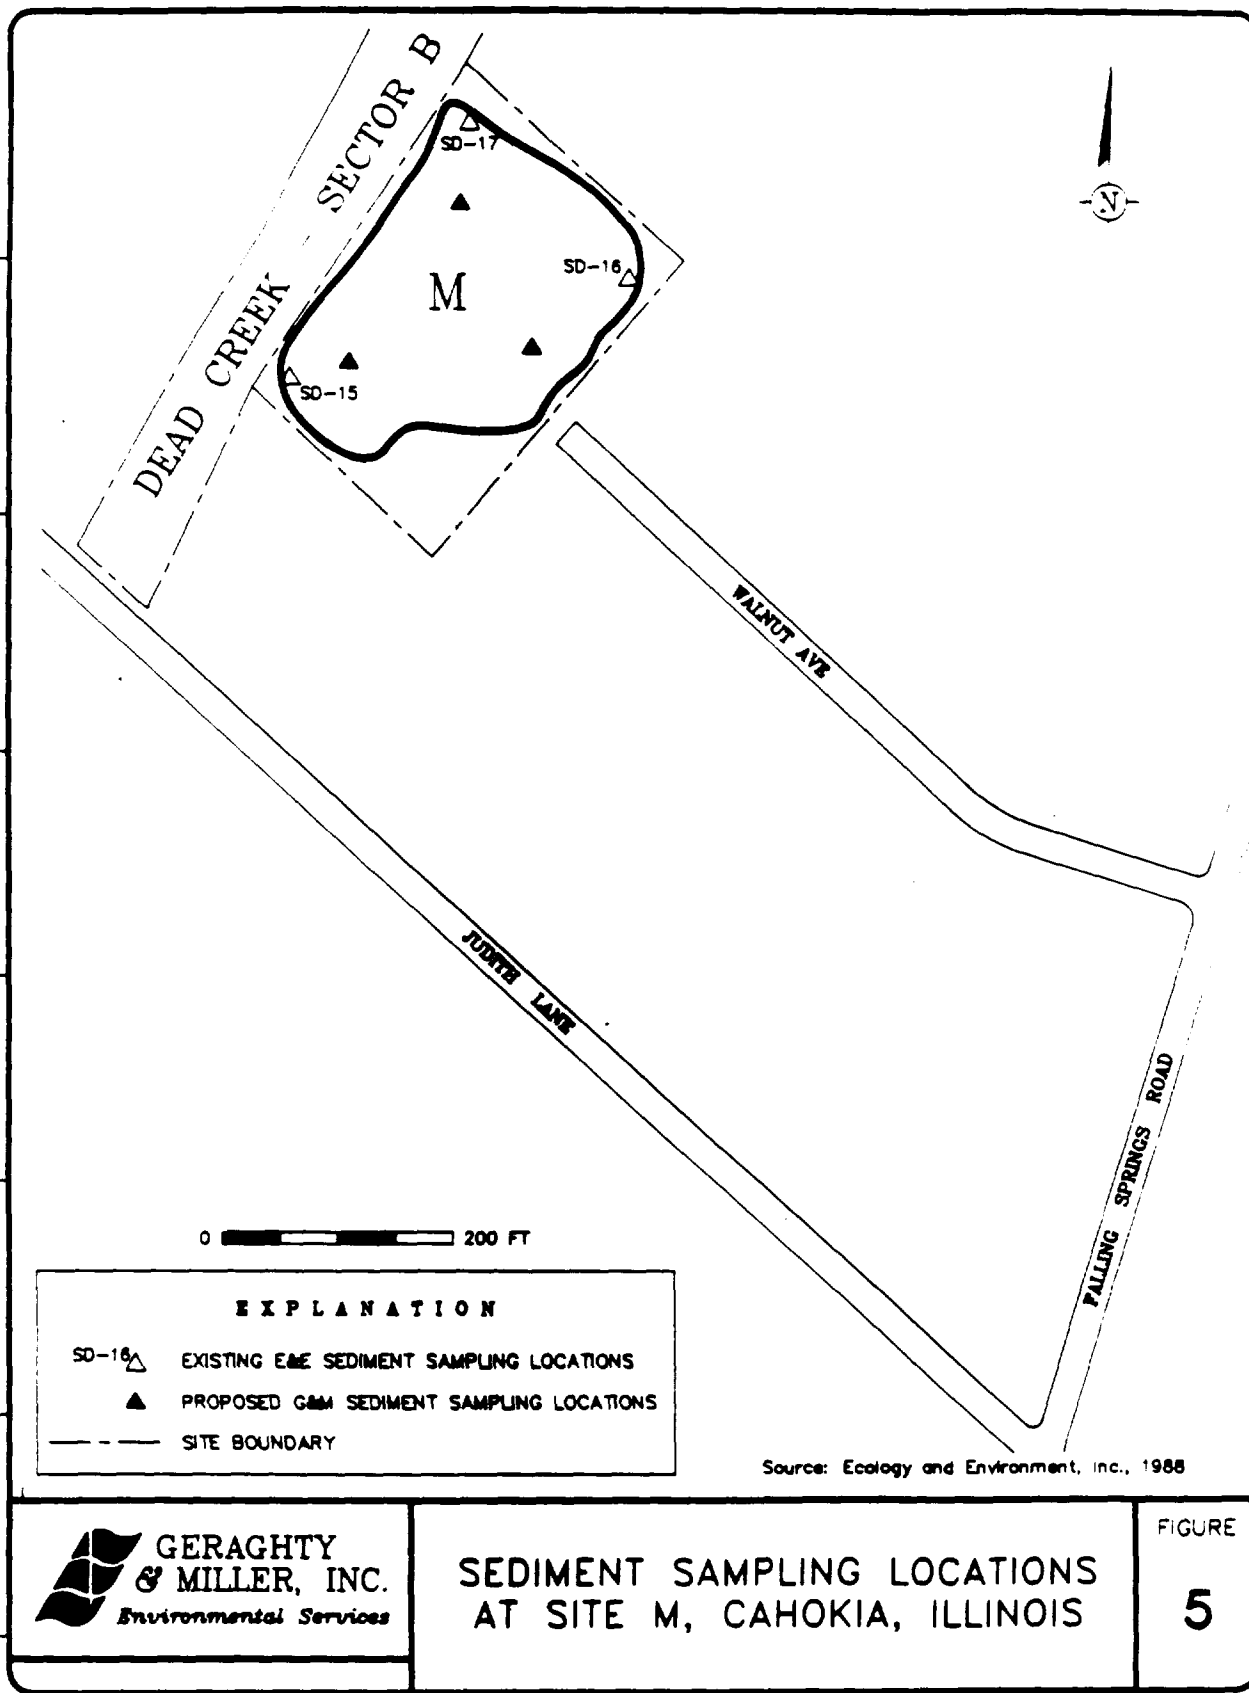 DEAD CREEK SECTOR B
N
SD-17
SD-16
M
SD-15
WALNUT AVE
JUDITH LANE
FALLING SPRINGS ROAD
0 200 FT
EXPLANATION
SD-16 EXISTING E&E SEDIMENT SAMPLING LOCATIONS
PROPOSED G&M SEDIMENT SAMPLING LOCATIONS
SITE BOUNDARY
Source: Ecology and Environment, Inc., 1988
GERAGHTY
& MILLER, INC.
Environmental Services
SEDIMENT SAMPLING LOCATIONS
AT SITE M, CAHOKIA, ILLINOIS
FIGURE
5